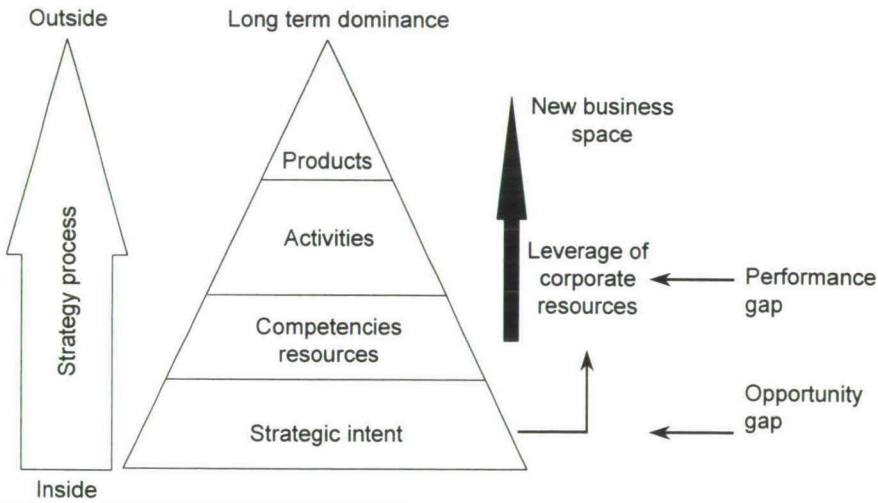 Outside
Long term dominance
New business
space
Products
Strategy process
Activities
Leverage of
corporate
resources
Performance
gap
Competencies
resources
Opportunity
gap
Strategic intent
Inside